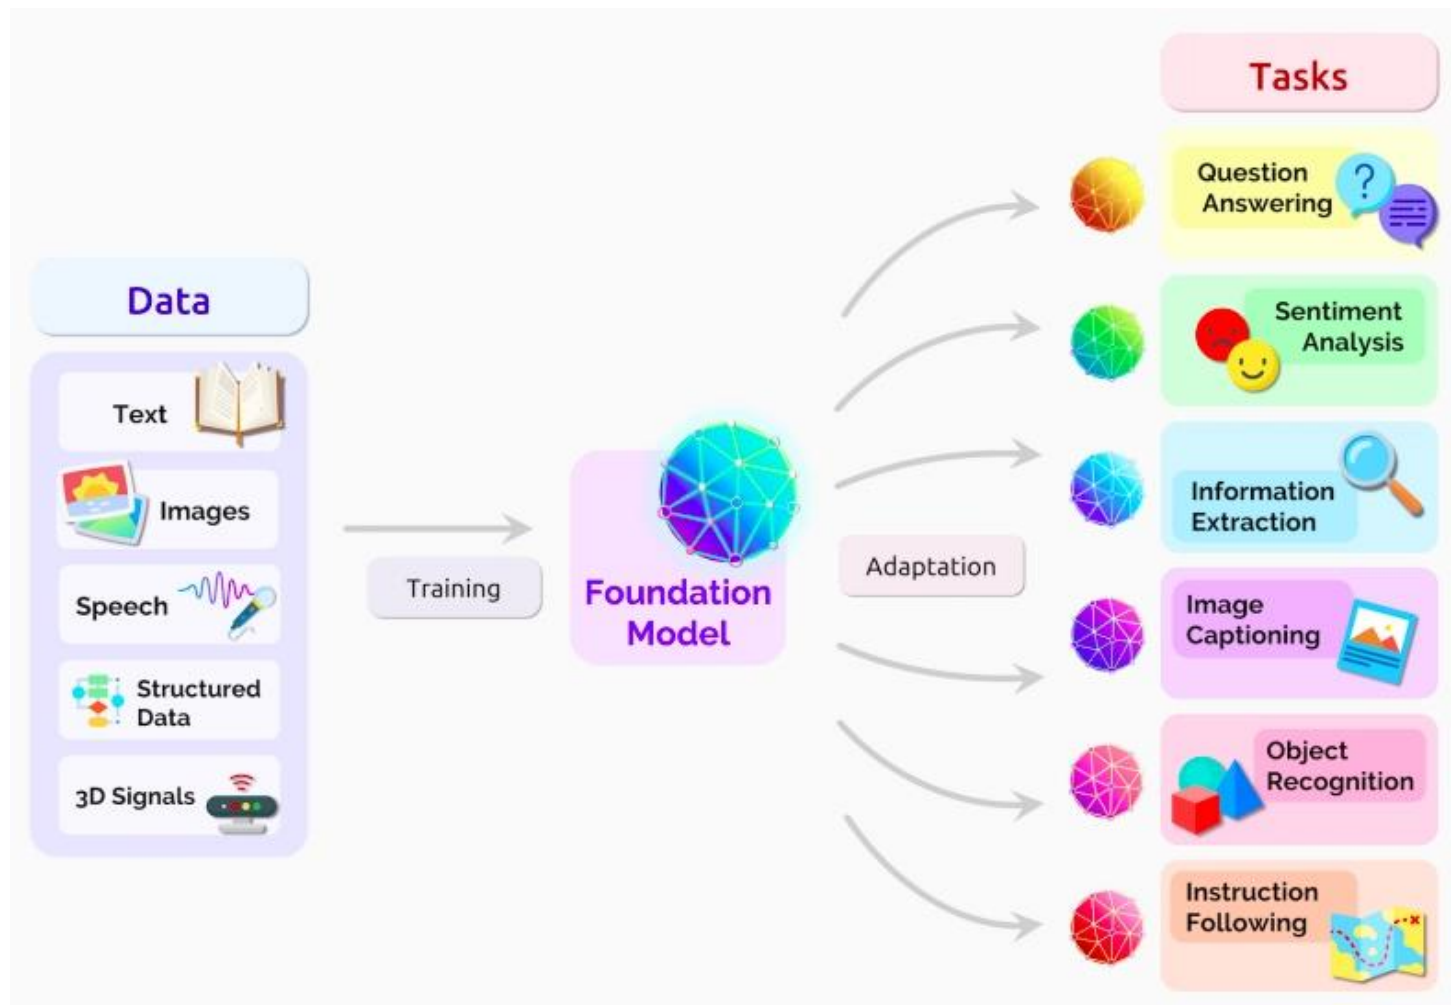 Data
Text
Images
Speech
Structured
Data
3D Signals
Training
Foundation
Model
Adaptation
Tasks
Question
Answering
?
Sentiment
Analysis
Information
Extraction
Image
Captioning
Object
Recognition
Instruction
Following